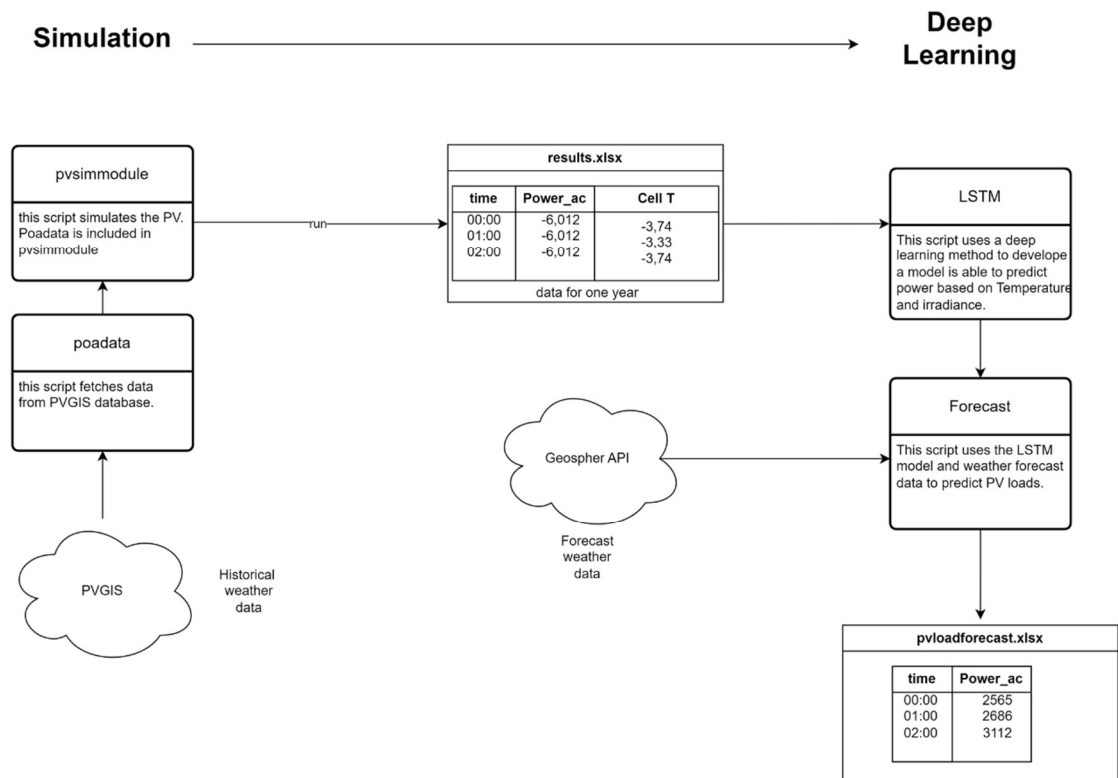 Simulation
Deep
Learning
pvsimmodule
this script simulates the PV.
Poadata is included in
pvsimmodule
run
results.xlsx
time Power_ac Cell T
00:00 -6,012 -3,74
01:00 -6,012 -3,33
02:00 -6,012 -3,74
data for one year
LSTM
This script uses a deep
learning method to develope
a model is able to predict
power based on Temperature
and irradiance.
poadata
this script fetches data
from PVGIS database.
Forecast
This script uses the LSTM
model and weather forecast
data to predict PV loads.
Geospher API
Forecast
weather
data
PVGIS
Historical
weather
data
pvloadforecast.xlsx
time Power_ac
00:00 2565
01:00 2686
02:00 3112